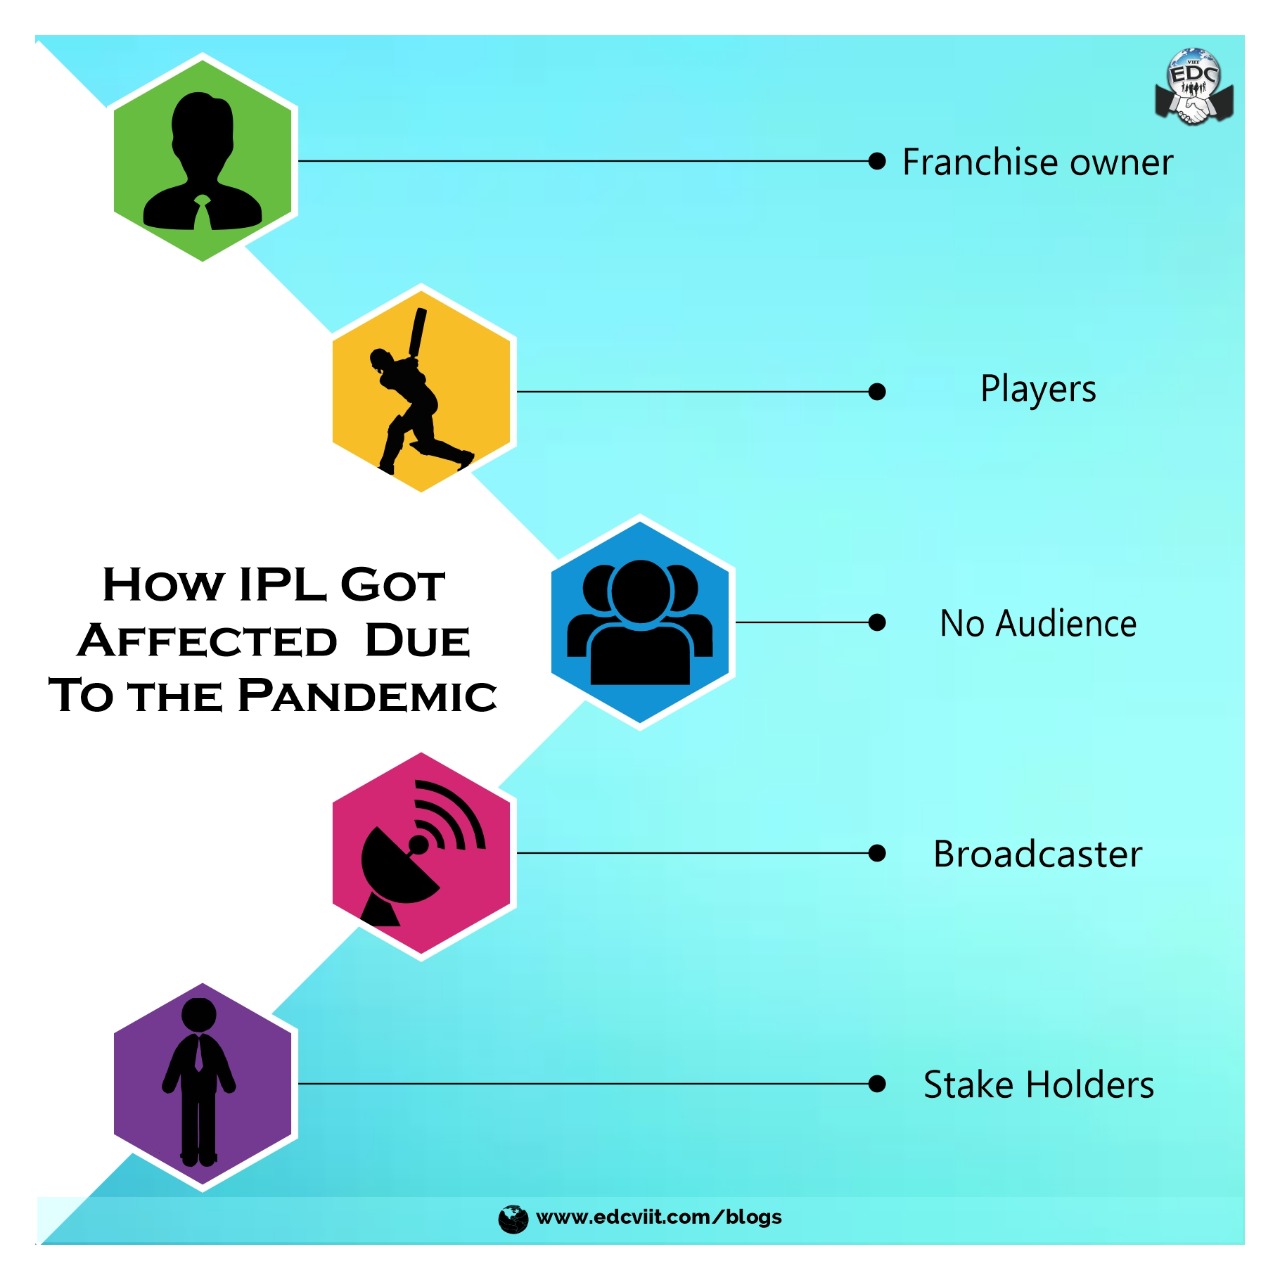 VIIT
EDC
Franchise owner
Players
How IPL Got
Affected Due
To the Pandemic
No Audience
Broadcaster
Stake Holders
www.edcviit.com/blogs